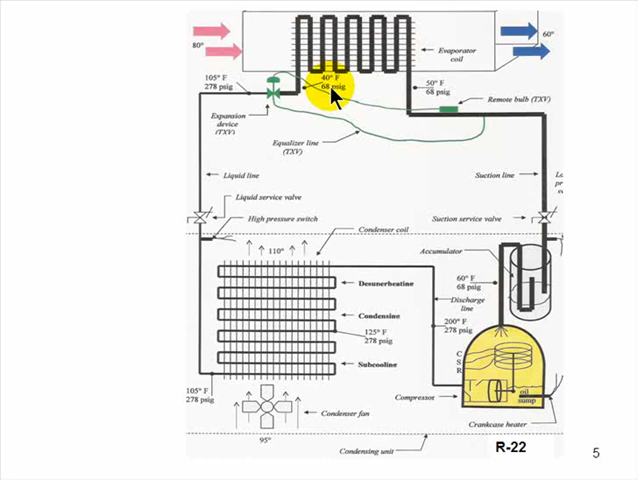 80°
60°
Evaporator
coil
105° F
278 psig
40° F
68 psig
50° F
68 psig
Remote bulb (TXV)
Expansion
device
(TXV)
Equalizer line
(TXV)
Liquid line
Suction line
Liquid service valve
High pressure switch
Suction service valve
Condenser coil
110°
Accumulator
60° F
68 psig
Desuperheating
Discharge
line
Condensing
200° F
278 psig
125° F
278 psig
C
S
R
Subcooling
105° F
278 psig
Compressor
oil
sump
Condenser fan
Crankcase heater
95°
Condensing unit
R-22
5